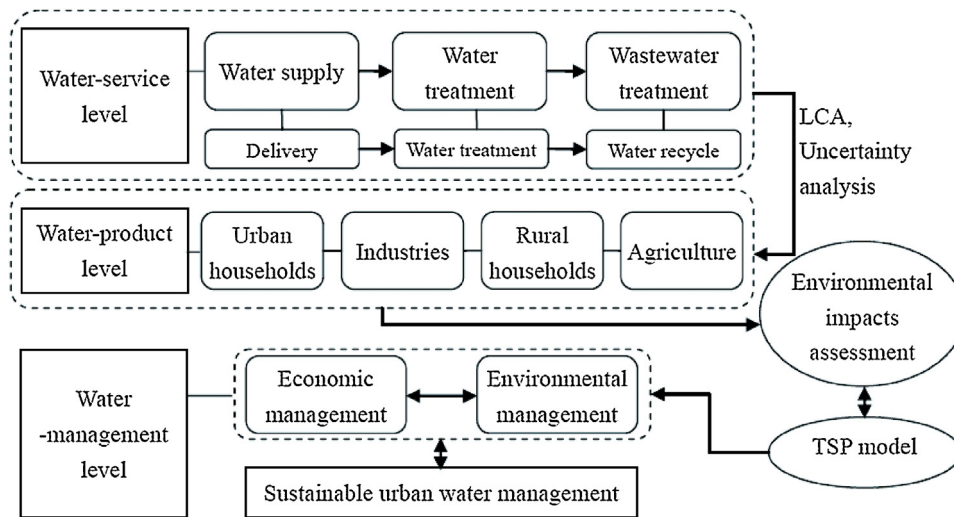 Water-service
level
Water supply
Water
treatment
Wastewater
treatment
Delivery
Water treatment
Water recycle
LCA,
Uncertainty
analysis
Water-product
level
Urban
households
Industries
Rural
households
Agriculture
Environmental
impacts
assessment
Water
-management
level
Economic
management
Environmental
management
TSP model
Sustainable urban water management